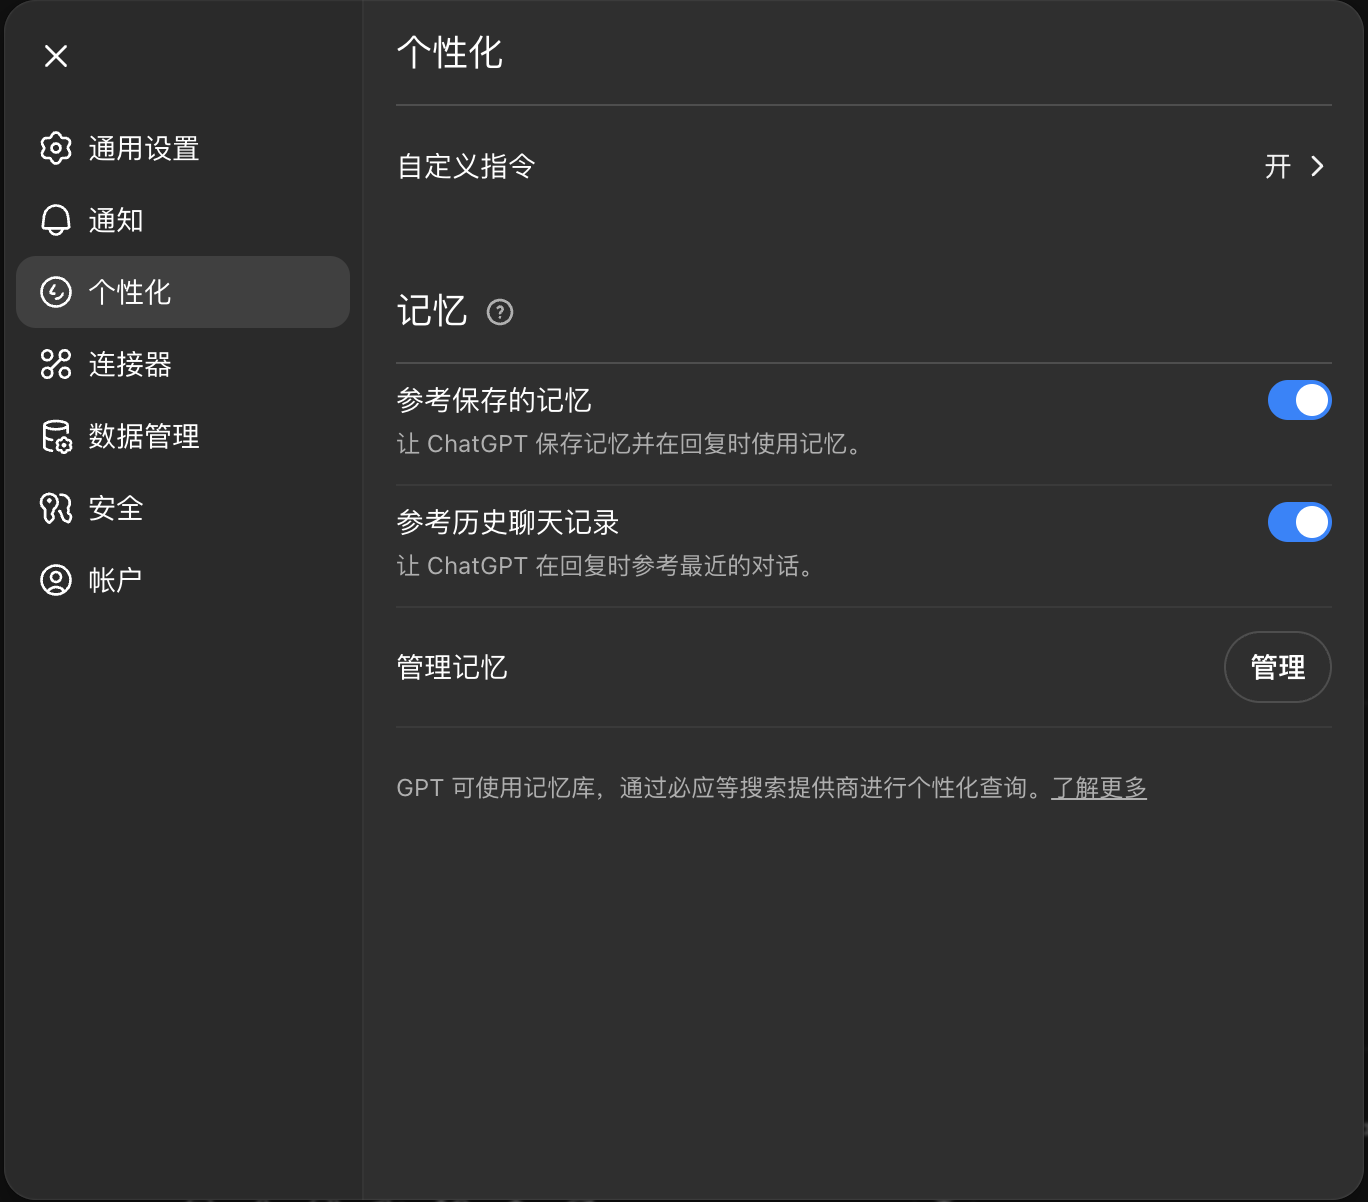 个性化
通用设置
通知
个性化
连接器
数据管理
安全
帐户
自定义指令
开
记忆
?
参考保存的记忆
让 ChatGPT 保存记忆并在回复时使用记忆。
参考历史聊天记录
让 ChatGPT 在回复时参考最近的对话。
管理记忆
管理
GPT 可使用记忆库，通过必应等搜索提供商进行个性化查询。了解更多